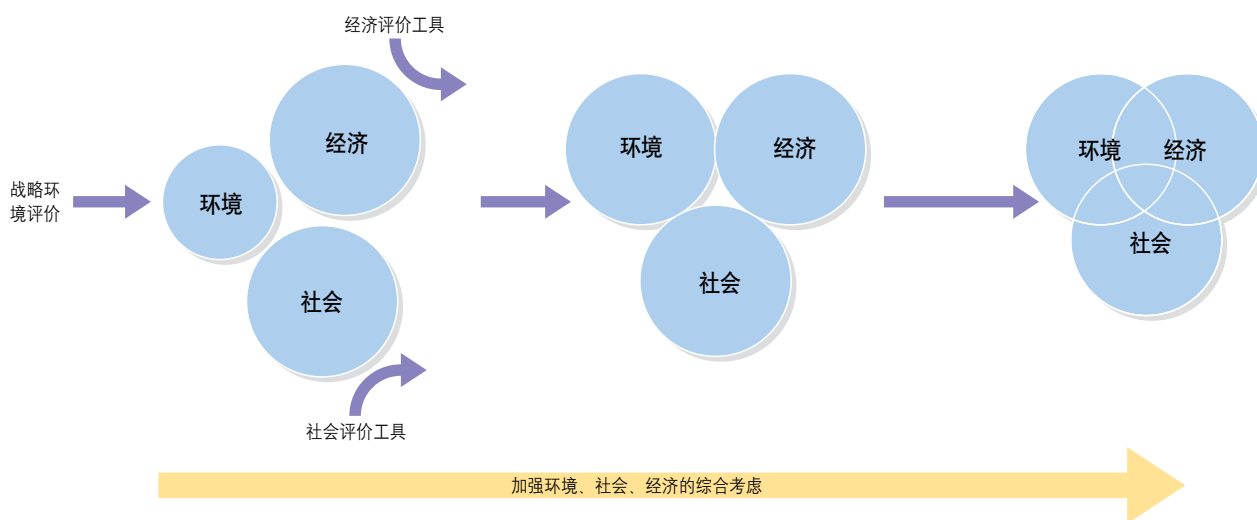 经济评价工具
经济
环境
战略环
境评价
社会
社会评价工具
环境
经济
社会
环境
经济
社会
加强环境、社会、经济的综合考虑